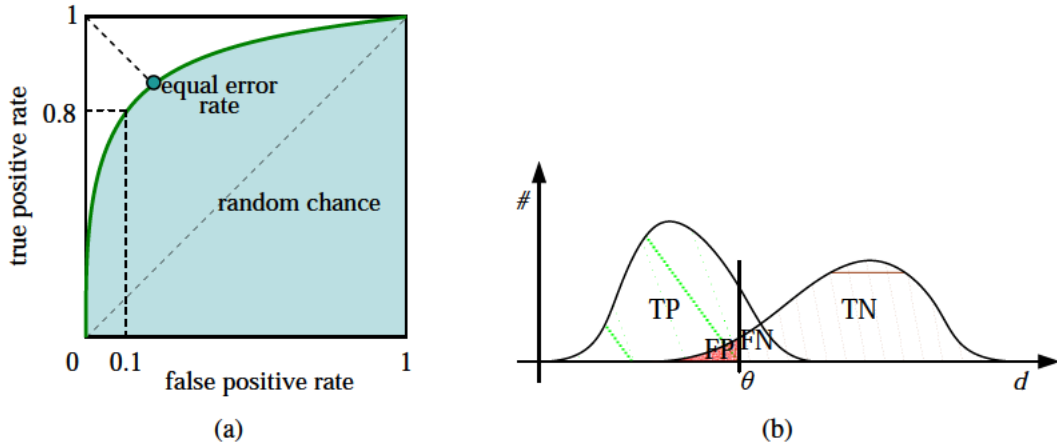 1
equal error
rate
0.8
true positive rate
random chance
0
0.1
1
false positive rate
(a)
#
TP
TN
FP
FN
θ
d
(b)